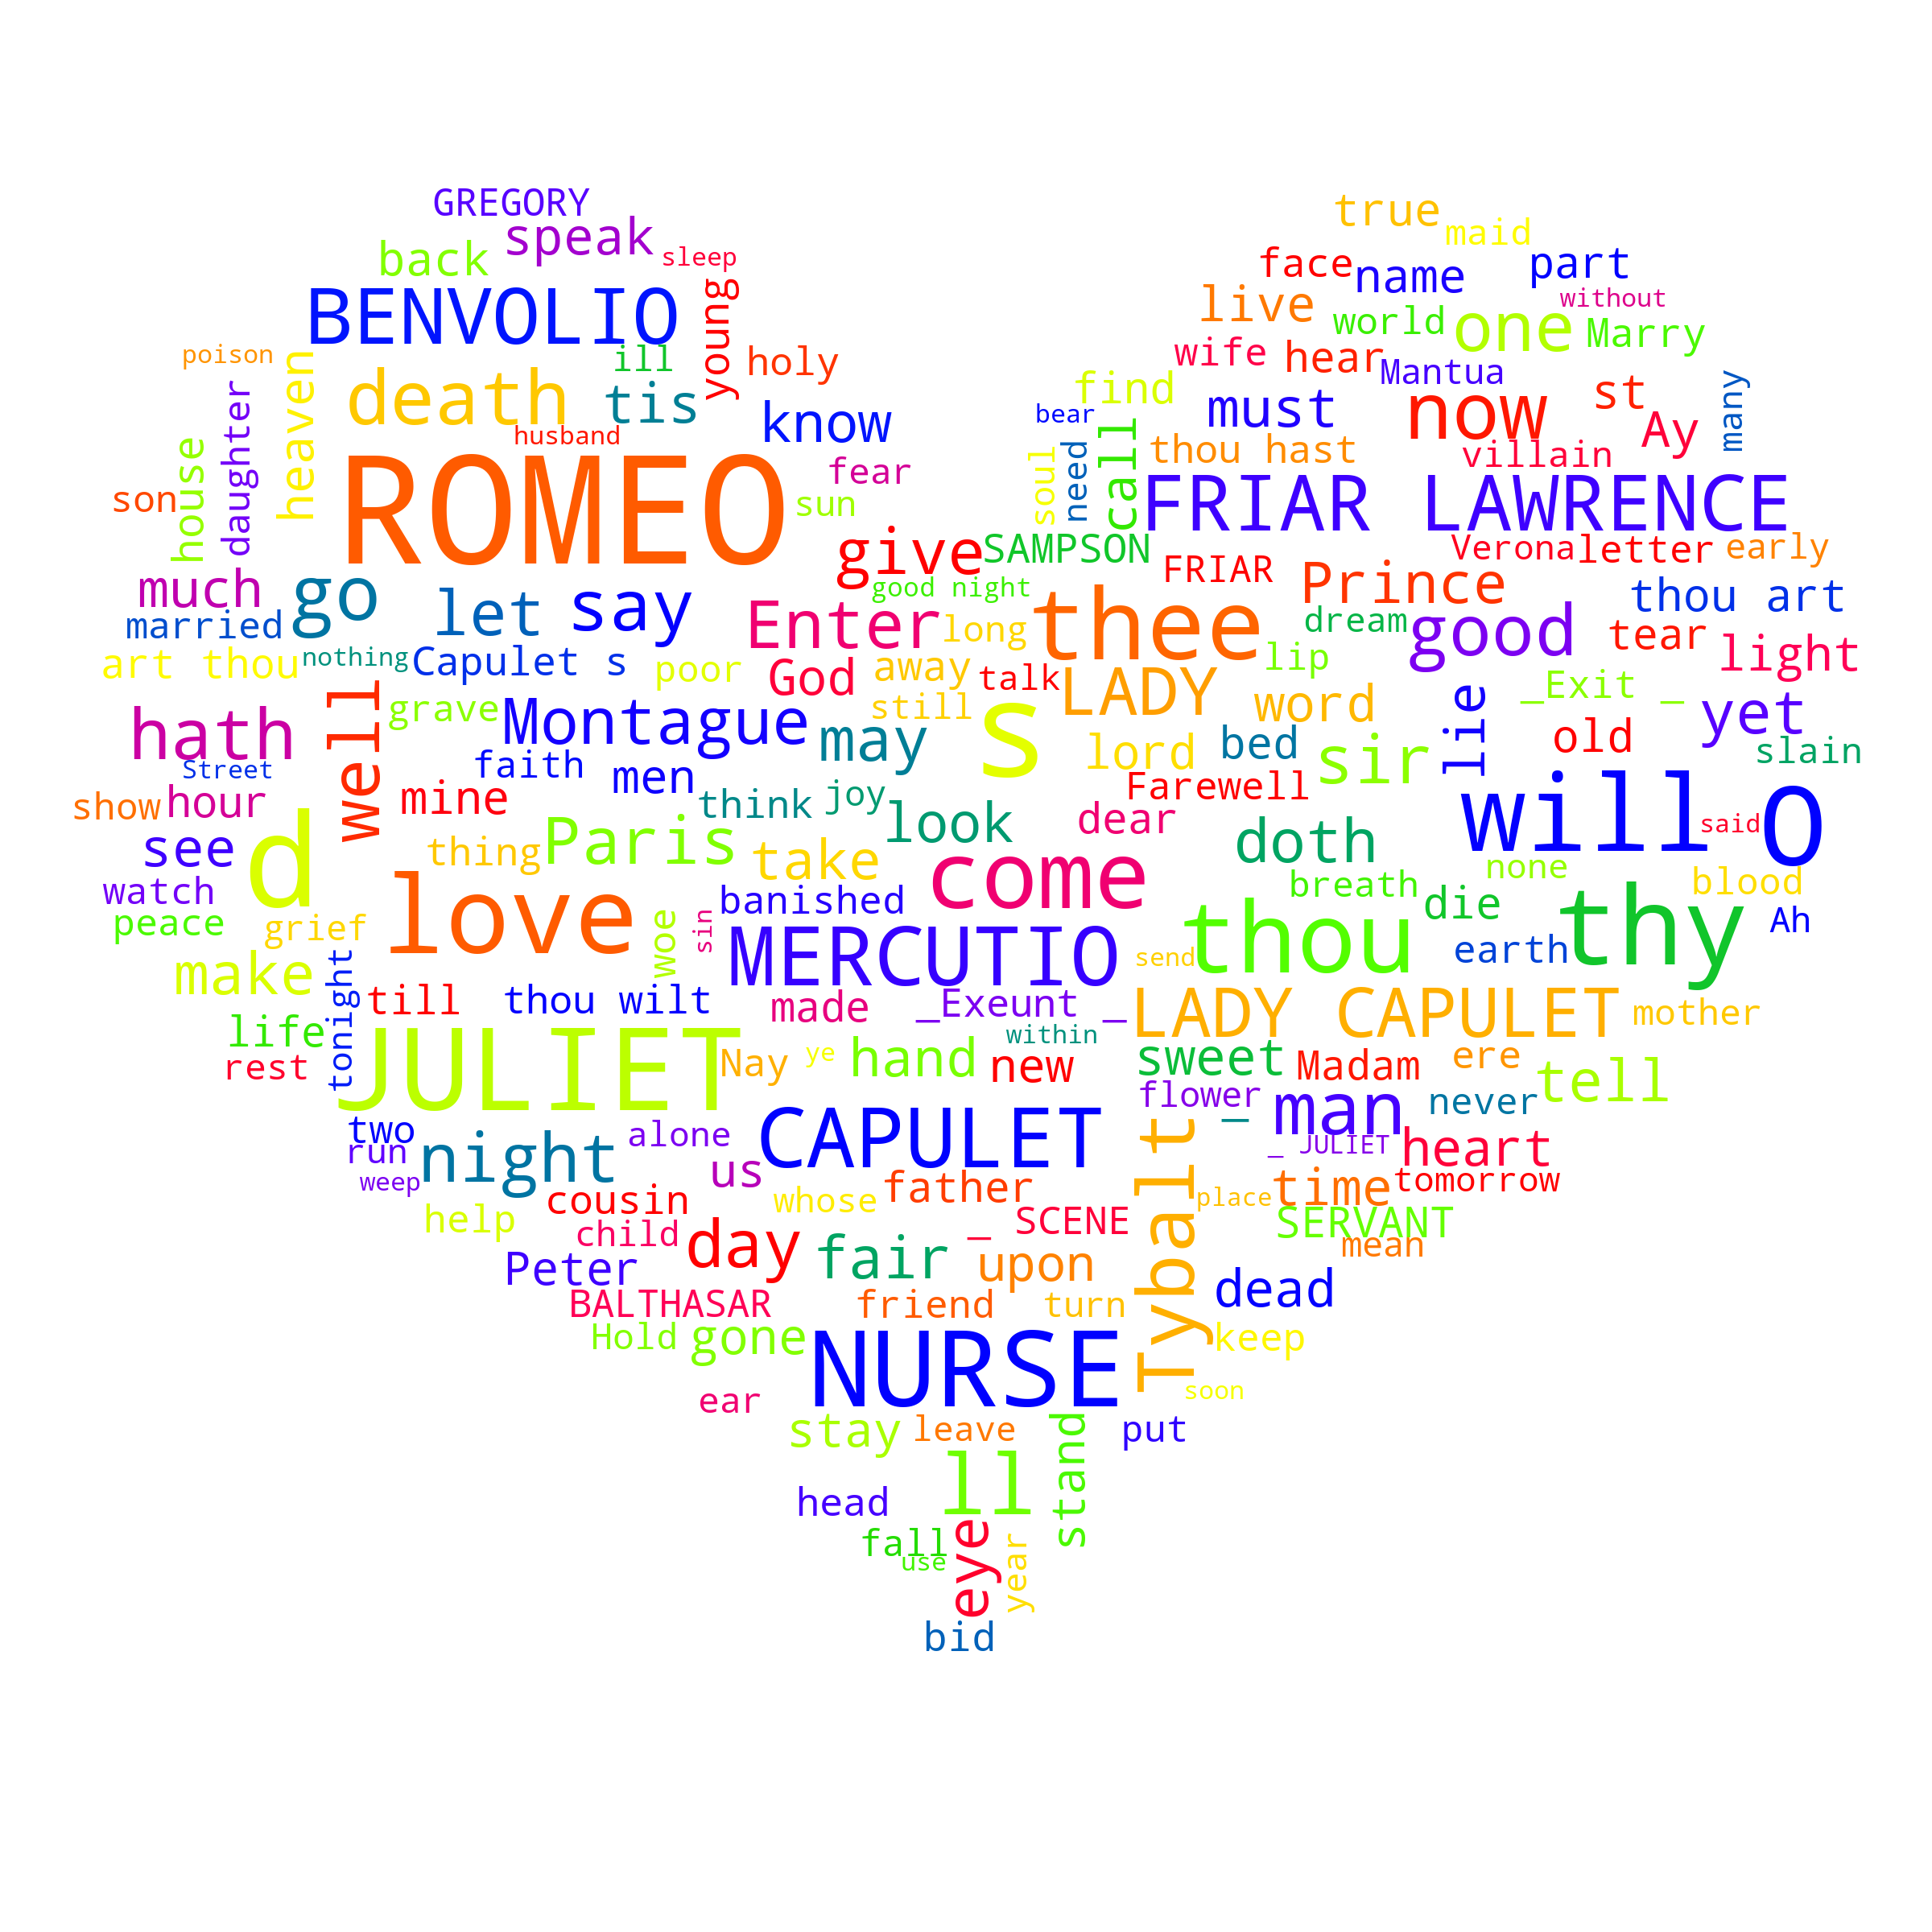 GREGORY
true
speak
maid
back
sleep
face
name
part
BENVOLIO
young
live
without
world
one
Marry
poison
heaven
ill
holy
wife
hear
Mantua
death
tis
find
st
many
daughter
know
bear
call
must
now
Ay
husband
house
ROMEO
fear
soul
need
thou hast
villain
son
sun
FRIAR LAWRENCE
give
SAMPSON
Verona
letter
early
much
go
let
say
good night
FRIAR
Prince
thou art
married
Enter
long
thee
dream
good
tear
light
art thou
nothing
Capulet s
poor
God
away
talk
LADY
lip
_Exit _
hath
well
grave
Montague
may
still
s
word
lie
yet
Street
faith
men
lord
bed
sir
old
slain
show
hour
mine
think
joy
look
Farewell
dear
will
said
O
see
d
thing
Paris
take
come
doth
none
watch
banished
breath
blood
peace
grief
love
woe
sin
MERCUTIO
thou
die
thy
Ah
make
tonight
send
earth
till
thou wilt
made
_Exeunt _
LADY CAPULET
mother
life
rest
JULIET
Nay
ye
hand
within
new
sweet
Madam
ere
tell
flower
_
man
never
two
run
night
alone
CAPULET
Tybalt
_ JULIET
heart
weep
us
father
place
time
tomorrow
help
cousin
whose
child
day
fair
_ SCENE
SERVANT
mean
Peter
upon
BALTHASAR
friend
turn
dead
Hold
gone
NURSE
keep
ear
soon
stay
leave
stand
put
ll
head
fall
use
eye
year
bid